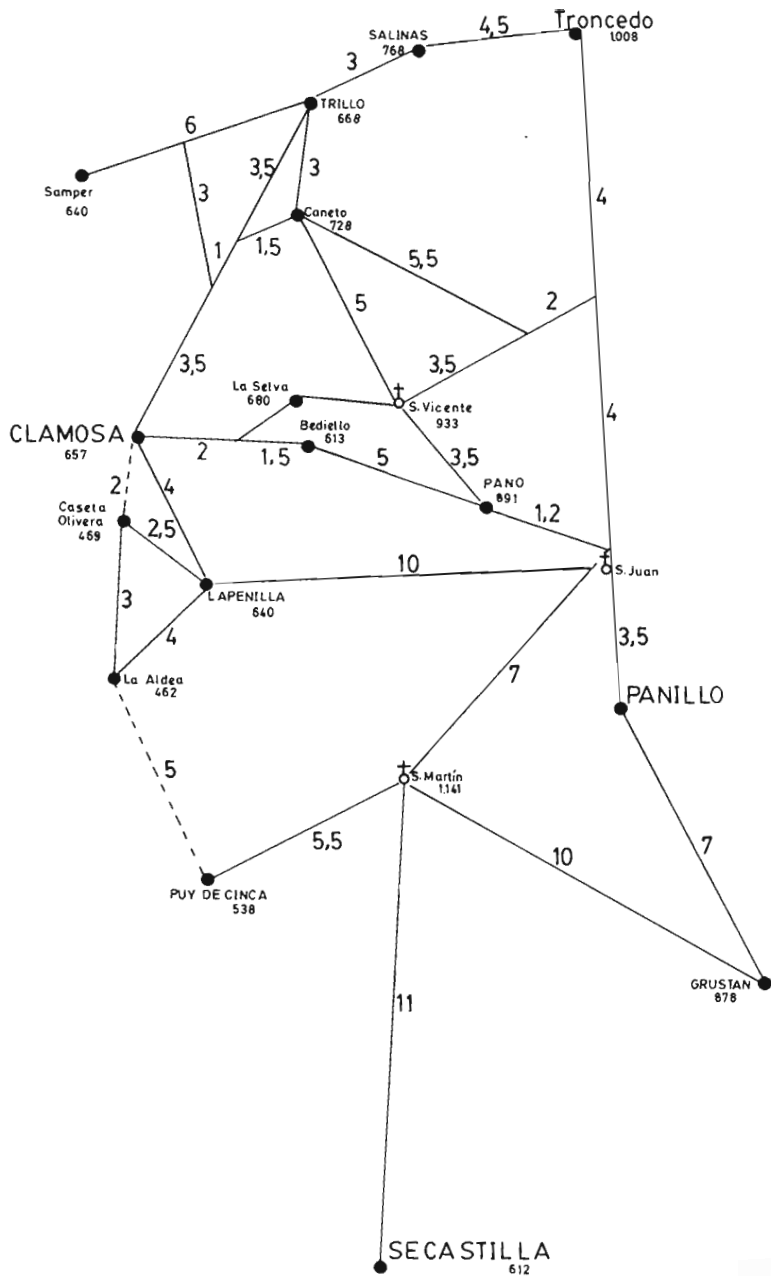 Troncedo
1.008
4,5
SALINAS
768
3
TRILLO
668
6
Samper
640
3
3,5
3
Caneto
728
1
1,5
4
5,5
2
5
3,5
3,5
La Selva
680
S. Vicente
933
4
CLAMOSA
657
Bediello
613
2
1,5
5
3,5
PANO
891
1,2
2
4
Caseta
Olivera
469
2,5
10
S. Juan
LAPENILLA
640
3
4
3,5
La Aldea
462
7
PANILLO
5
S. Martín
1.141
5,5
10
7
PUY DE CINCA
538
GRUSTAN
878
11
SECASTILLA
612